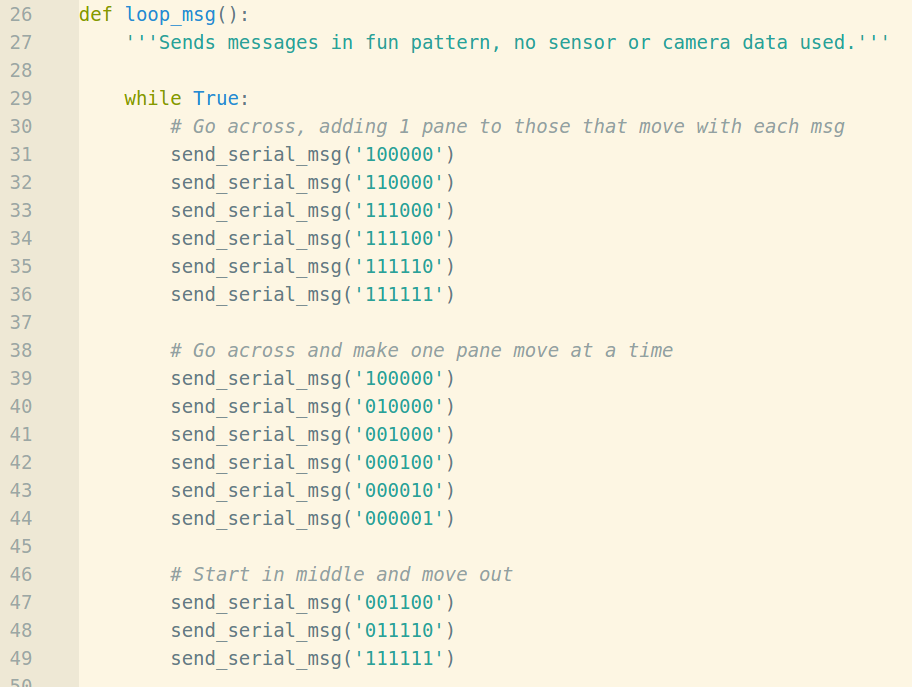 26 def loop_msg():
27     '''Sends messages in fun pattern, no sensor or camera data used.'''
28
29     while True:
30         # Go across, adding 1 pane to those that move with each msg
31         send_serial_msg('100000')
32         send_serial_msg('110000')
33         send_serial_msg('111000')
34         send_serial_msg('111100')
35         send_serial_msg('111110')
36         send_serial_msg('111111')
37
38         # Go across and make one pane move at a time
39         send_serial_msg('100000')
40         send_serial_msg('010000')
41         send_serial_msg('001000')
42         send_serial_msg('000100')
43         send_serial_msg('000010')
44         send_serial_msg('000001')
45
46         # Start in middle and move out
47         send_serial_msg('001100')
48         send_serial_msg('011110')
49         send_serial_msg('111111')
50